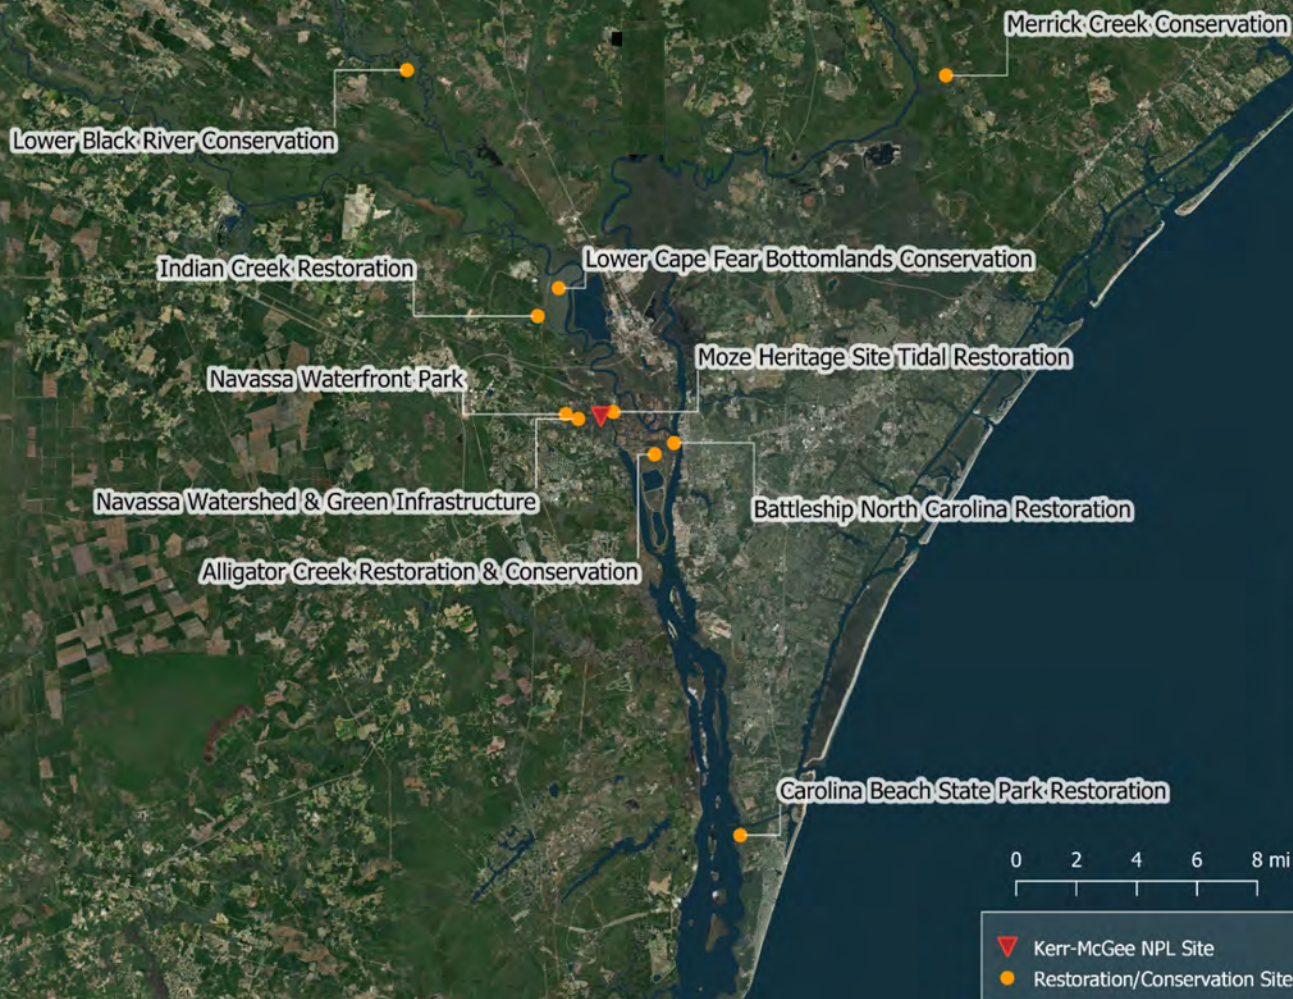 Merrick Creek Conservation
Lower Black River Conservation
Lower Cape Fear Bottomlands Conservation
Indian Creek Restoration
Moze Heritage Site Tidal Restoration
Navassa Waterfront Park
Navassa Watershed & Green Infrastructure
Battleship North Carolina Restoration
Alligator Creek Restoration & Conservation
Carolina Beach State Park Restoration
0 2 4 6 8 mi
Kerr-McGee NPL Site
Restoration/Conservation Site